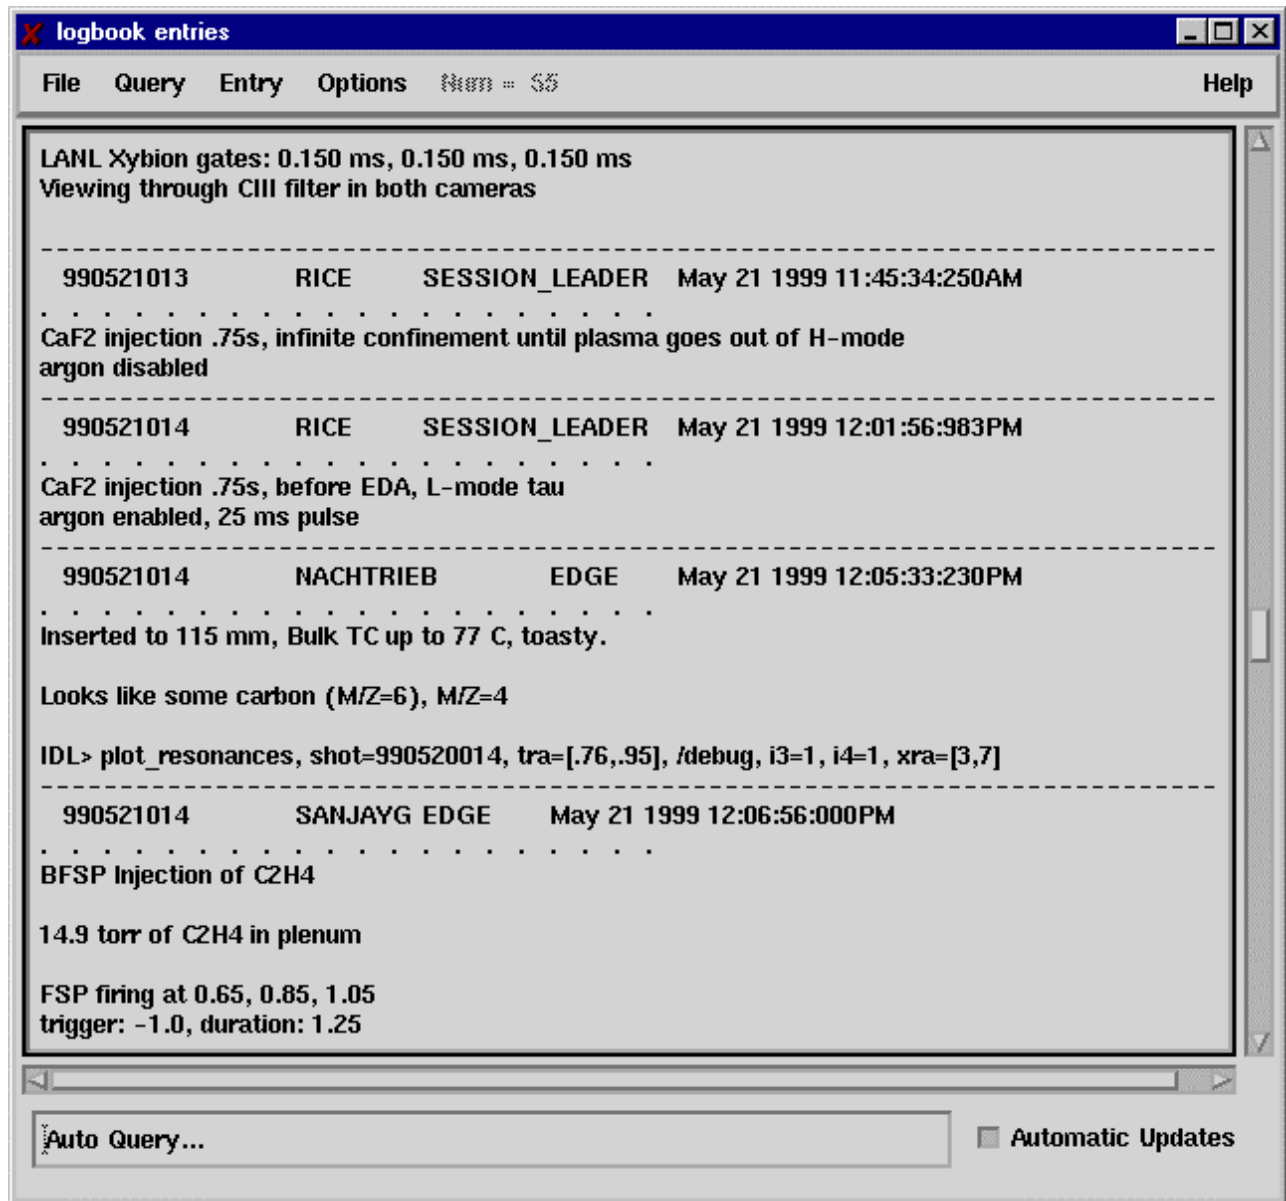 logbook entries
File Query Entry Options Num = 55 Help
LANL Xybion gates: 0.150 ms, 0.150 ms, 0.150 ms
Viewing through CIII filter in both cameras
--------------------------------------------------------------------------
990521013 RICE SESSION_LEADER May 21 1999 11:45:34:250AM
. . . . . . . . . . . . . . . . . . . .
CaF2 injection .75s, infinite confinement until plasma goes out of H-mode
argon disabled
--------------------------------------------------------------------------
990521014 RICE SESSION_LEADER May 21 1999 12:01:56:983PM
. . . . . . . . . . . . . . . . . . . .
CaF2 injection .75s, before EDA, L-mode tau
argon enabled, 25 ms pulse
--------------------------------------------------------------------------
990521014 NACHTRIEB EDGE May 21 1999 12:05:33:230PM
. . . . . . . . . . . . . . . . . . . .
Inserted to 115 mm, Bulk TC up to 77 C, toasty.
Looks like some carbon (M/Z=6), M/Z=4
IDL> plot_resonances, shot=990520014, tra=[.76,.95], /debug, i3=1, i4=1, xra=[3,7]
--------------------------------------------------------------------------
990521014 SANJAYG EDGE May 21 1999 12:06:56:000PM
. . . . . . . . . . . . . . . . . . . .
BFSP Injection of C2H4
14.9 torr of C2H4 in plenum
FSP firing at 0.65, 0.85, 1.05
trigger: -1.0, duration: 1.25
Auto Query...
Automatic Updates